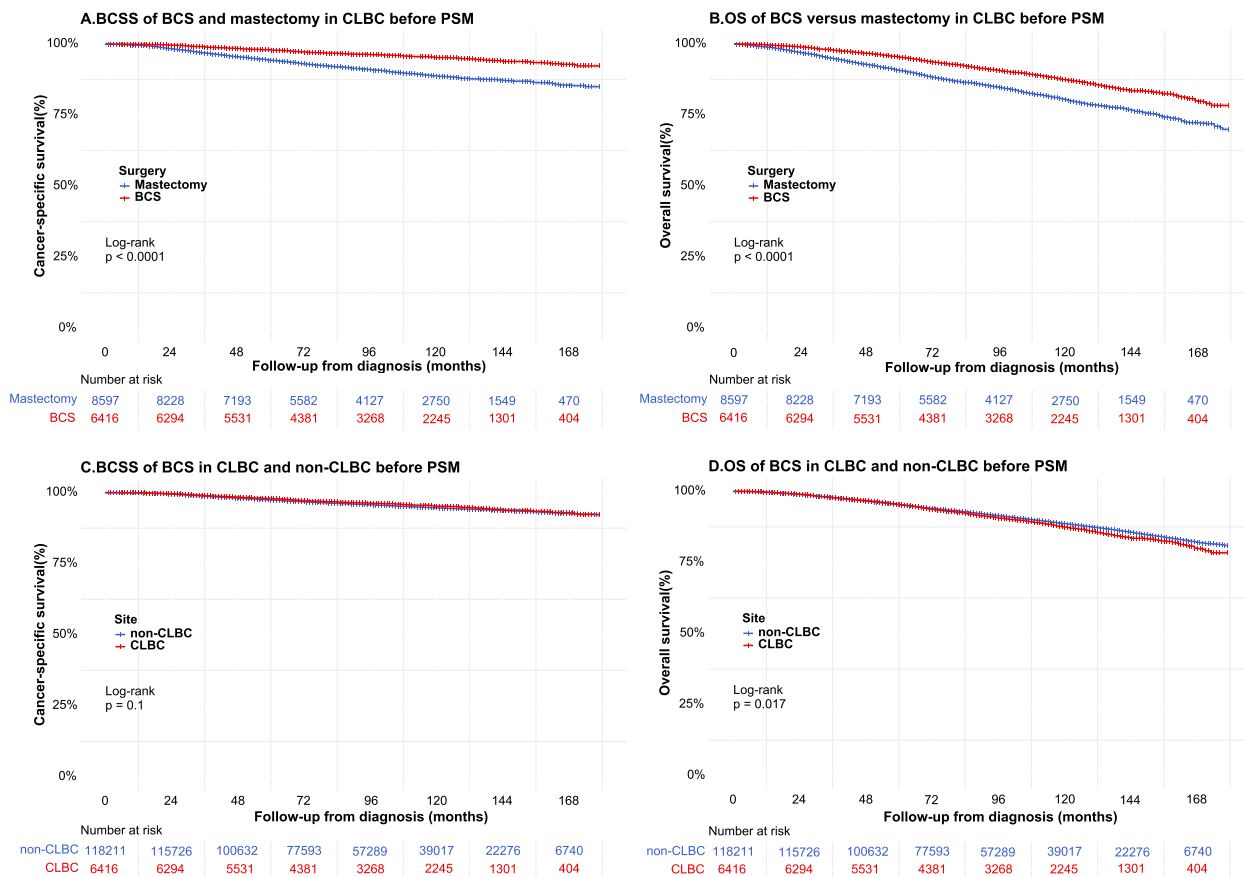 A.BCSS of BCS and mastectomy in CLBC before PSM
100%
75%
50%
25%
0%
Cancer-specific survival(%)
Surgery
Mastectomy
BCS
Log-rank
p < 0.0001
0 24 48 72 96 120 144 168
Follow-up from diagnosis (months)
Number at risk
Mastectomy 8597 8228 7193 5582 4127 2750 1549 470
BCS 6416 6294 5531 4381 3268 2245 1301 404
B.OS of BCS versus mastectomy in CLBC before PSM
100%
75%
50%
25%
0%
Overall survival(%)
Surgery
Mastectomy
BCS
Log-rank
p < 0.0001
0 24 48 72 96 120 144 168
Follow-up from diagnosis (months)
Number at risk
Mastectomy 8597 8228 7193 5582 4127 2750 1549 470
BCS 6416 6294 5531 4381 3268 2245 1301 404
C.BCSS of BCS in CLBC and non-CLBC before PSM
100%
75%
50%
25%
0%
Cancer-specific survival(%)
Site
non-CLBC
CLBC
Log-rank
p = 0.1
0 24 48 72 96 120 144 168
Follow-up from diagnosis (months)
Number at risk
non-CLBC 118211 115726 100632 77593 57289 39017 22276 6740
CLBC 6416 6294 5531 4381 3268 2245 1301 404
D.OS of BCS in CLBC and non-CLBC before PSM
100%
75%
50%
25%
0%
Overall survival(%)
Site
non-CLBC
CLBC
Log-rank
p = 0.017
0 24 48 72 96 120 144 168
Follow-up from diagnosis (months)
Number at risk
non-CLBC 118211 115726 100632 77593 57289 39017 22276 6740
CLBC 6416 6294 5531 4381 3268 2245 1301 404